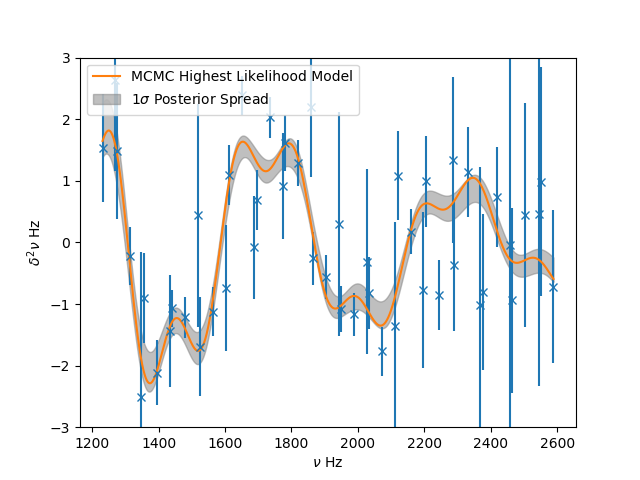 MCMC Highest Likelihood Model
1σ Posterior Spread
3
2
1
0
−1
−2
−3
δ²ν Hz
1200 1400 1600 1800 2000 2200 2400 2600
ν Hz